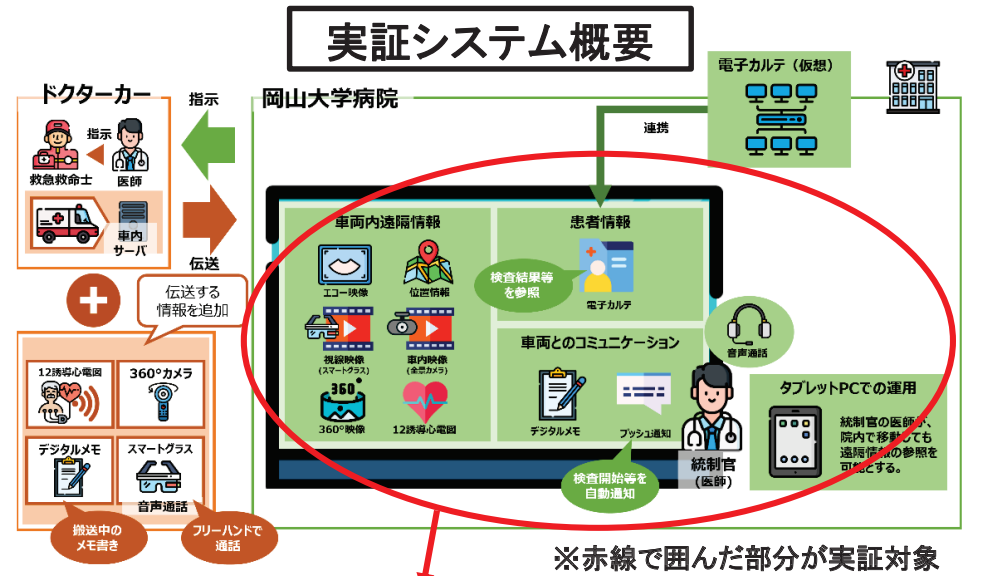 実証システム概要
ドクターカー
指示
救急救命士
医師
車内
サーバ
指示
伝送
伝送する
情報を追加
12誘導心電図
360°カメラ
デジタルメモ
スマートグラス
音声通話
搬送中の
メモ書き
フリーハンドで
通話
岡山大学病院
電子カルテ（仮想）
連携
車両内遠隔情報
エコー映像
位置情報
視線映像
(スマートグラス)
車内映像
(全景カメラ)
360°
360°映像
12誘導心電図
患者情報
検査結果等
を参照
電子カルテ
車両とのコミュニケーション
デジタルメモ
プッシュ通知
検査開始等を
自動通知
音声通話
統制官
（医師）
タブレットPCでの運用
統制官の医師が、
院内で移動しても
遠隔情報の参照を
可能とする。
※赤線で囲んだ部分が実証対象